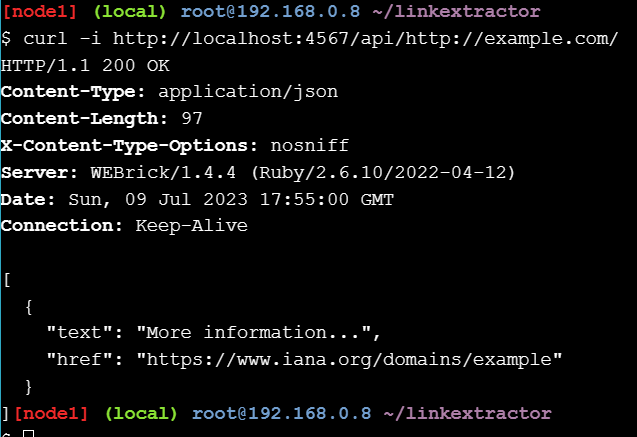 [node1] (local) root@192.168.0.8 ~/linkextractor
$ curl -i http://localhost:4567/api/http://example.com/
HTTP/1.1 200 OK
Content-Type: application/json
Content-Length: 97
X-Content-Type-Options: nosniff
Server: WEBrick/1.4.4 (Ruby/2.6.10/2022-04-12)
Date: Sun, 09 Jul 2023 17:55:00 GMT
Connection: Keep-Alive

[
  {
    "text": "More information...",
    "href": "https://www.iana.org/domains/example"
  }
][node1] (local) root@192.168.0.8 ~/linkextractor
$